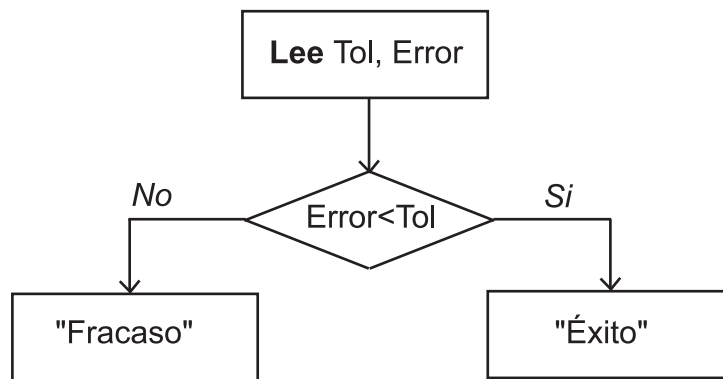 Lee Tol, Error
No
Si
Error<Tol
"Fracaso"
"Éxito"